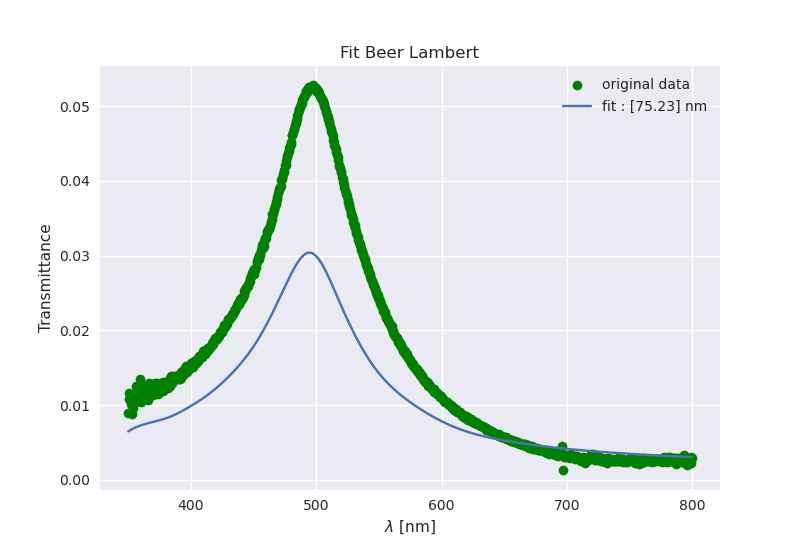 Fit Beer Lambert
original data
fit : [75.23] nm
Transmittance
0.05
0.04
0.03
0.02
0.01
0.00
400 500 600 700 800
λ [nm]